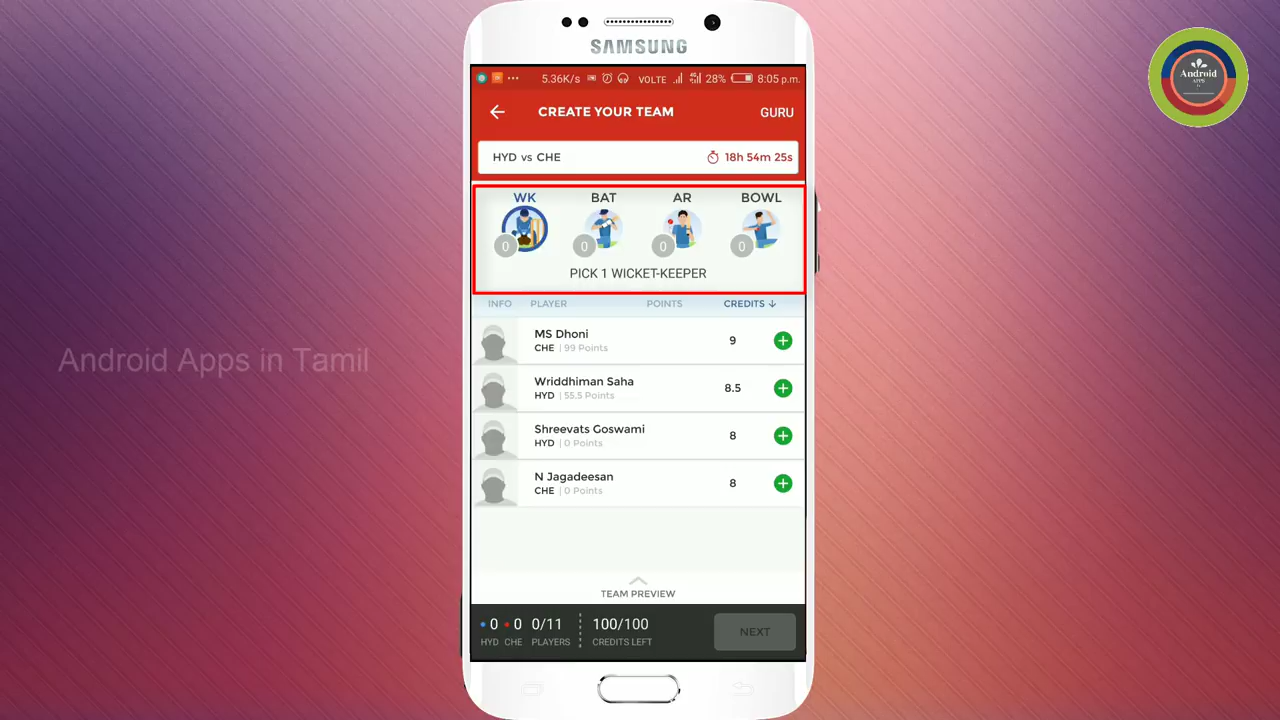 SAMSUNG
5.36K/s VOLTE 4G 28% 8:05 p.m.
CREATE YOUR TEAM GURU
HYD vs CHE 18h 54m 25s
WK BAT AR BOWL
0 0 0 0
PICK 1 WICKET-KEEPER
INFO PLAYER POINTS CREDITS
MS Dhoni
CHE | 99 Points
9
Wriddhiman Saha
HYD | 55.5 Points
8.5
Shreevats Goswami
HYD | 0 Points
8
N Jagadeesan
CHE | 0 Points
8
TEAM PREVIEW
0 0 0/11 100/100
HYD CHE PLAYERS CREDITS LEFT
NEXT
Android Apps in Tamil
Android
APPS